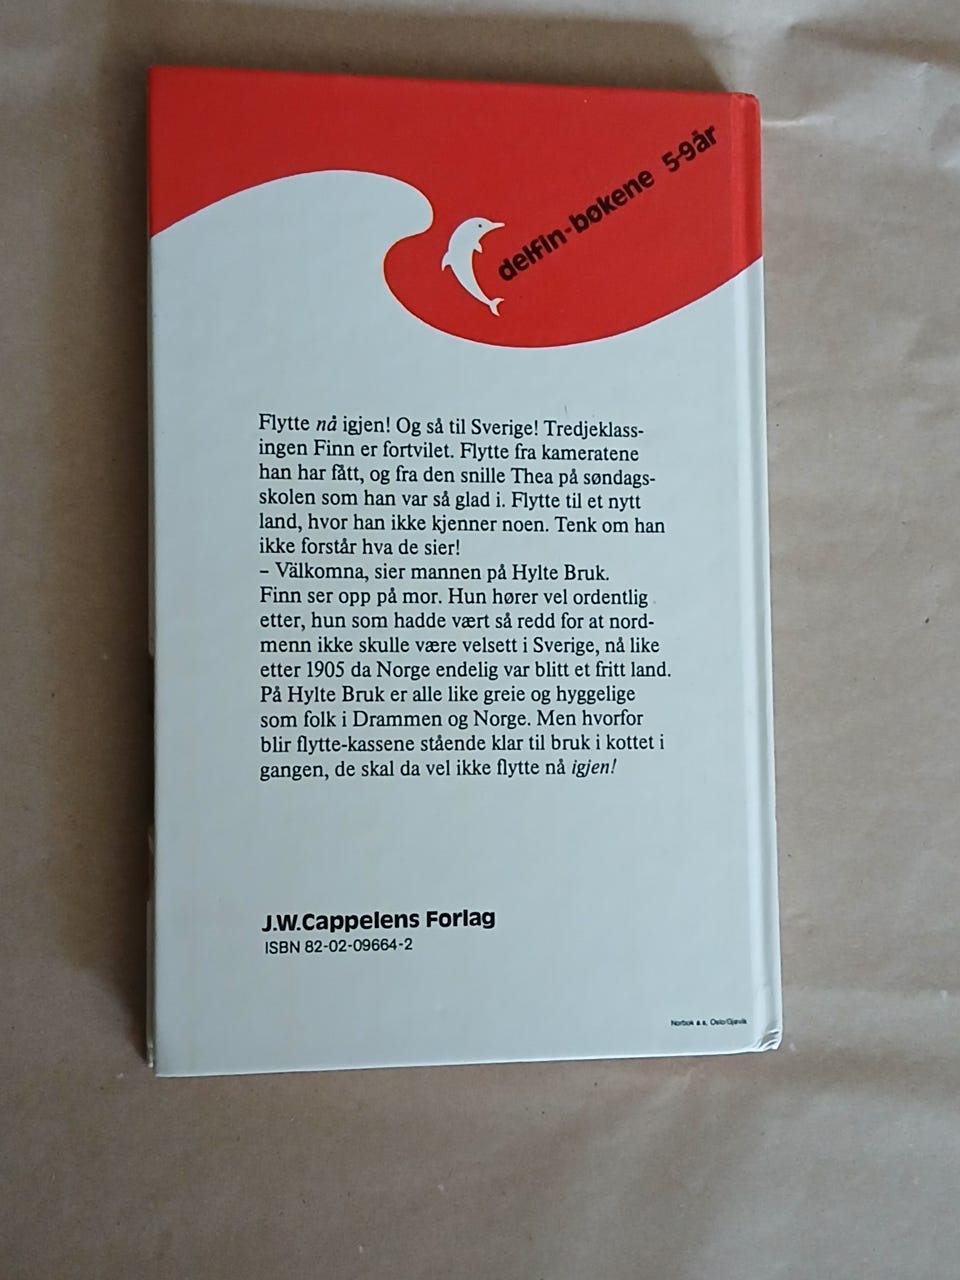 delfin-bøkene 5-9år
Flytte nå igjen! Og så til Sverige! Tredjeklass-
ingen Finn er fortvilet. Flytte fra kameratene
han har fått, og fra den snille Thea på søndags-
skolen som han var så glad i. Flytte til et nytt
land, hvor han ikke kjenner noen. Tenk om han
ikke forstår hva de sier!
– Välkomna, sier mannen på Hylte Bruk.
Finn ser opp på mor. Hun hører vel ordentlig
etter, hun som hadde vært så redd for at nord-
menn ikke skulle være velsett i Sverige, nå like
etter 1905 da Norge endelig var blitt et fritt land.
På Hylte Bruk er alle like greie og hyggelige
som folk i Drammen og Norge. Men hvorfor
blir flytte-kassene stående klar til bruk i kottet i
gangen, de skal da vel ikke flytte nå igjen!
J.W.Cappelens Forlag
ISBN 82-02-09664-2
Norbok a.s, Oslo/Gjøvik